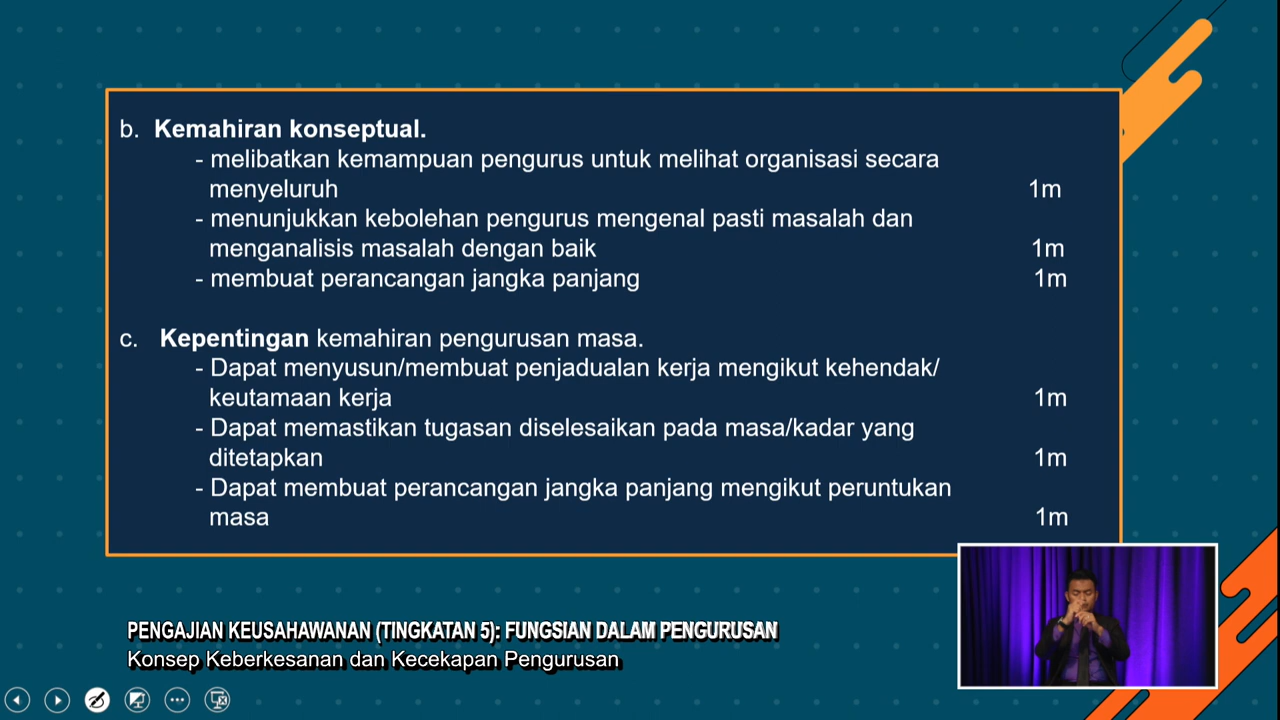 b. Kemahiran konseptual.
- melibatkan kemampuan pengurus untuk melihat organisasi secara
menyeluruh 1m
- menunjukkan kebolehan pengurus mengenal pasti masalah dan
menganalisis masalah dengan baik 1m
- membuat perancangan jangka panjang 1m
c. Kepentingan kemahiran pengurusan masa.
- Dapat menyusun/membuat penjadualan kerja mengikut kehendak/
keutamaan kerja 1m
- Dapat memastikan tugasan diselesaikan pada masa/kadar yang
ditetapkan 1m
- Dapat membuat perancangan jangka panjang mengikut peruntukan
masa 1m
PENGAJIAN KEUSAHAWANAN (TINGKATAN 5): FUNGSIAN DALAM PENGURUSAN
Konsep Keberkesanan dan Kecekapan Pengurusan